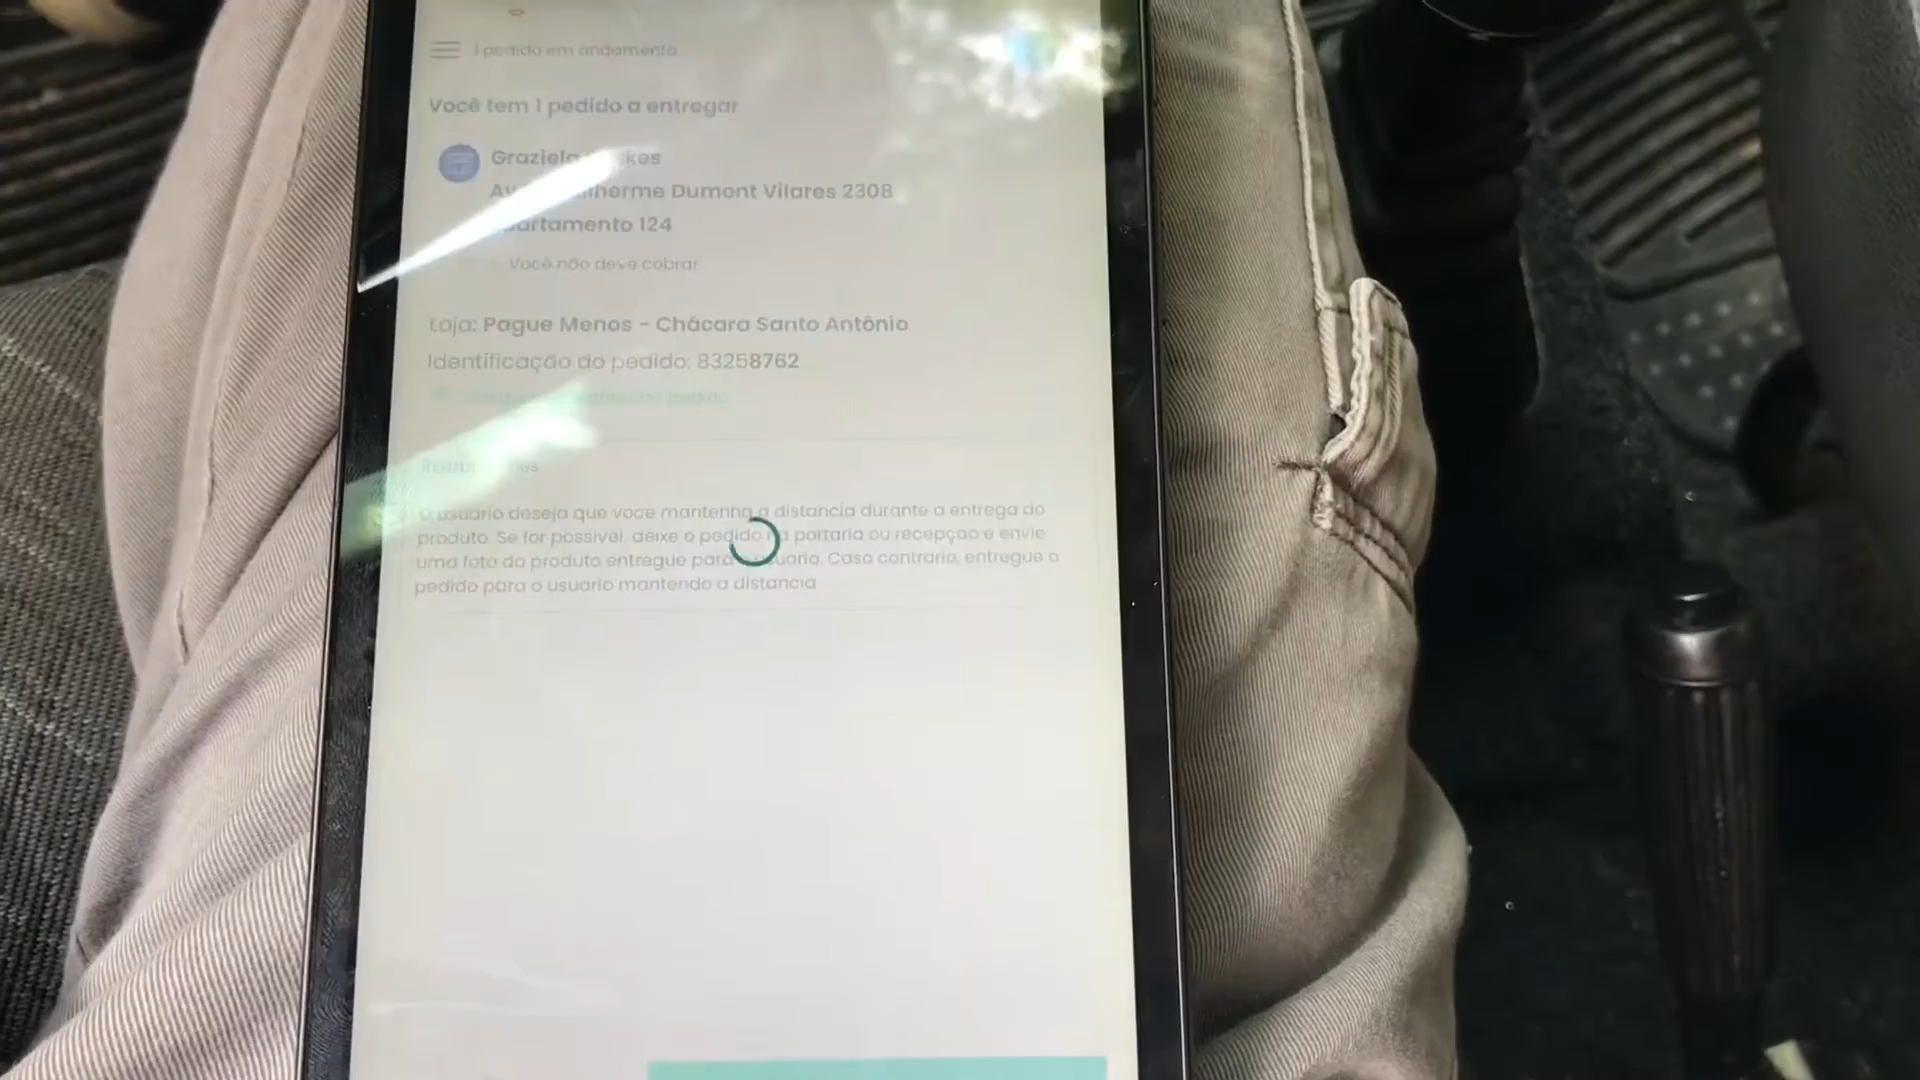 1 pedido em andamento
Você tem 1 pedido a entregar
Graziela
Dumont Vilares 2308
Apartamento 124
Você não deve cobrar
Loja: Pague Menos - Chácara Santo Antônio
Identificação do pedido: 83258762
pedido
O usuario deseja que voce mantenha a distancia durante a entrega do
produto. Se for possivel, deixe o pedido na portaria ou recepçao e envie
uma foto do produto entregue para o usuario. Caso contrario, entregue o
pedido para o usuario mantendo a distancia